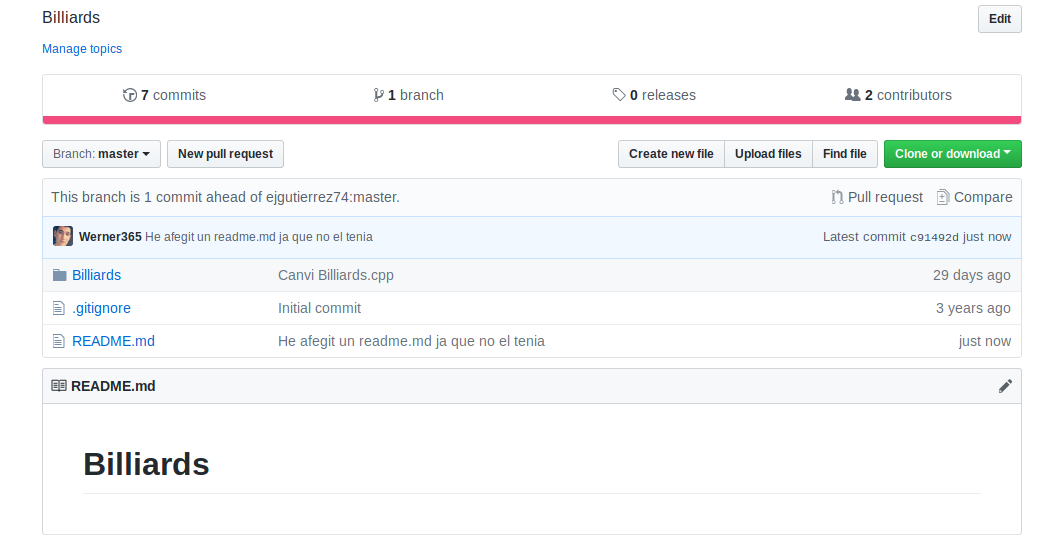 Billiards Edit
Manage topics
7 commits 1 branch 0 releases 2 contributors
Branch: master New pull request Create new file Upload files Find file Clone or download
This branch is 1 commit ahead of ejgutierrez74:master. Pull request Compare
Werner365 He afegit un readme.md ja que no el tenia Latest commit c91492d just now
Billiards Canvi Billiards.cpp 29 days ago
.gitignore Initial commit 3 years ago
README.md He afegit un readme.md ja que no el tenia just now
README.md
Billiards